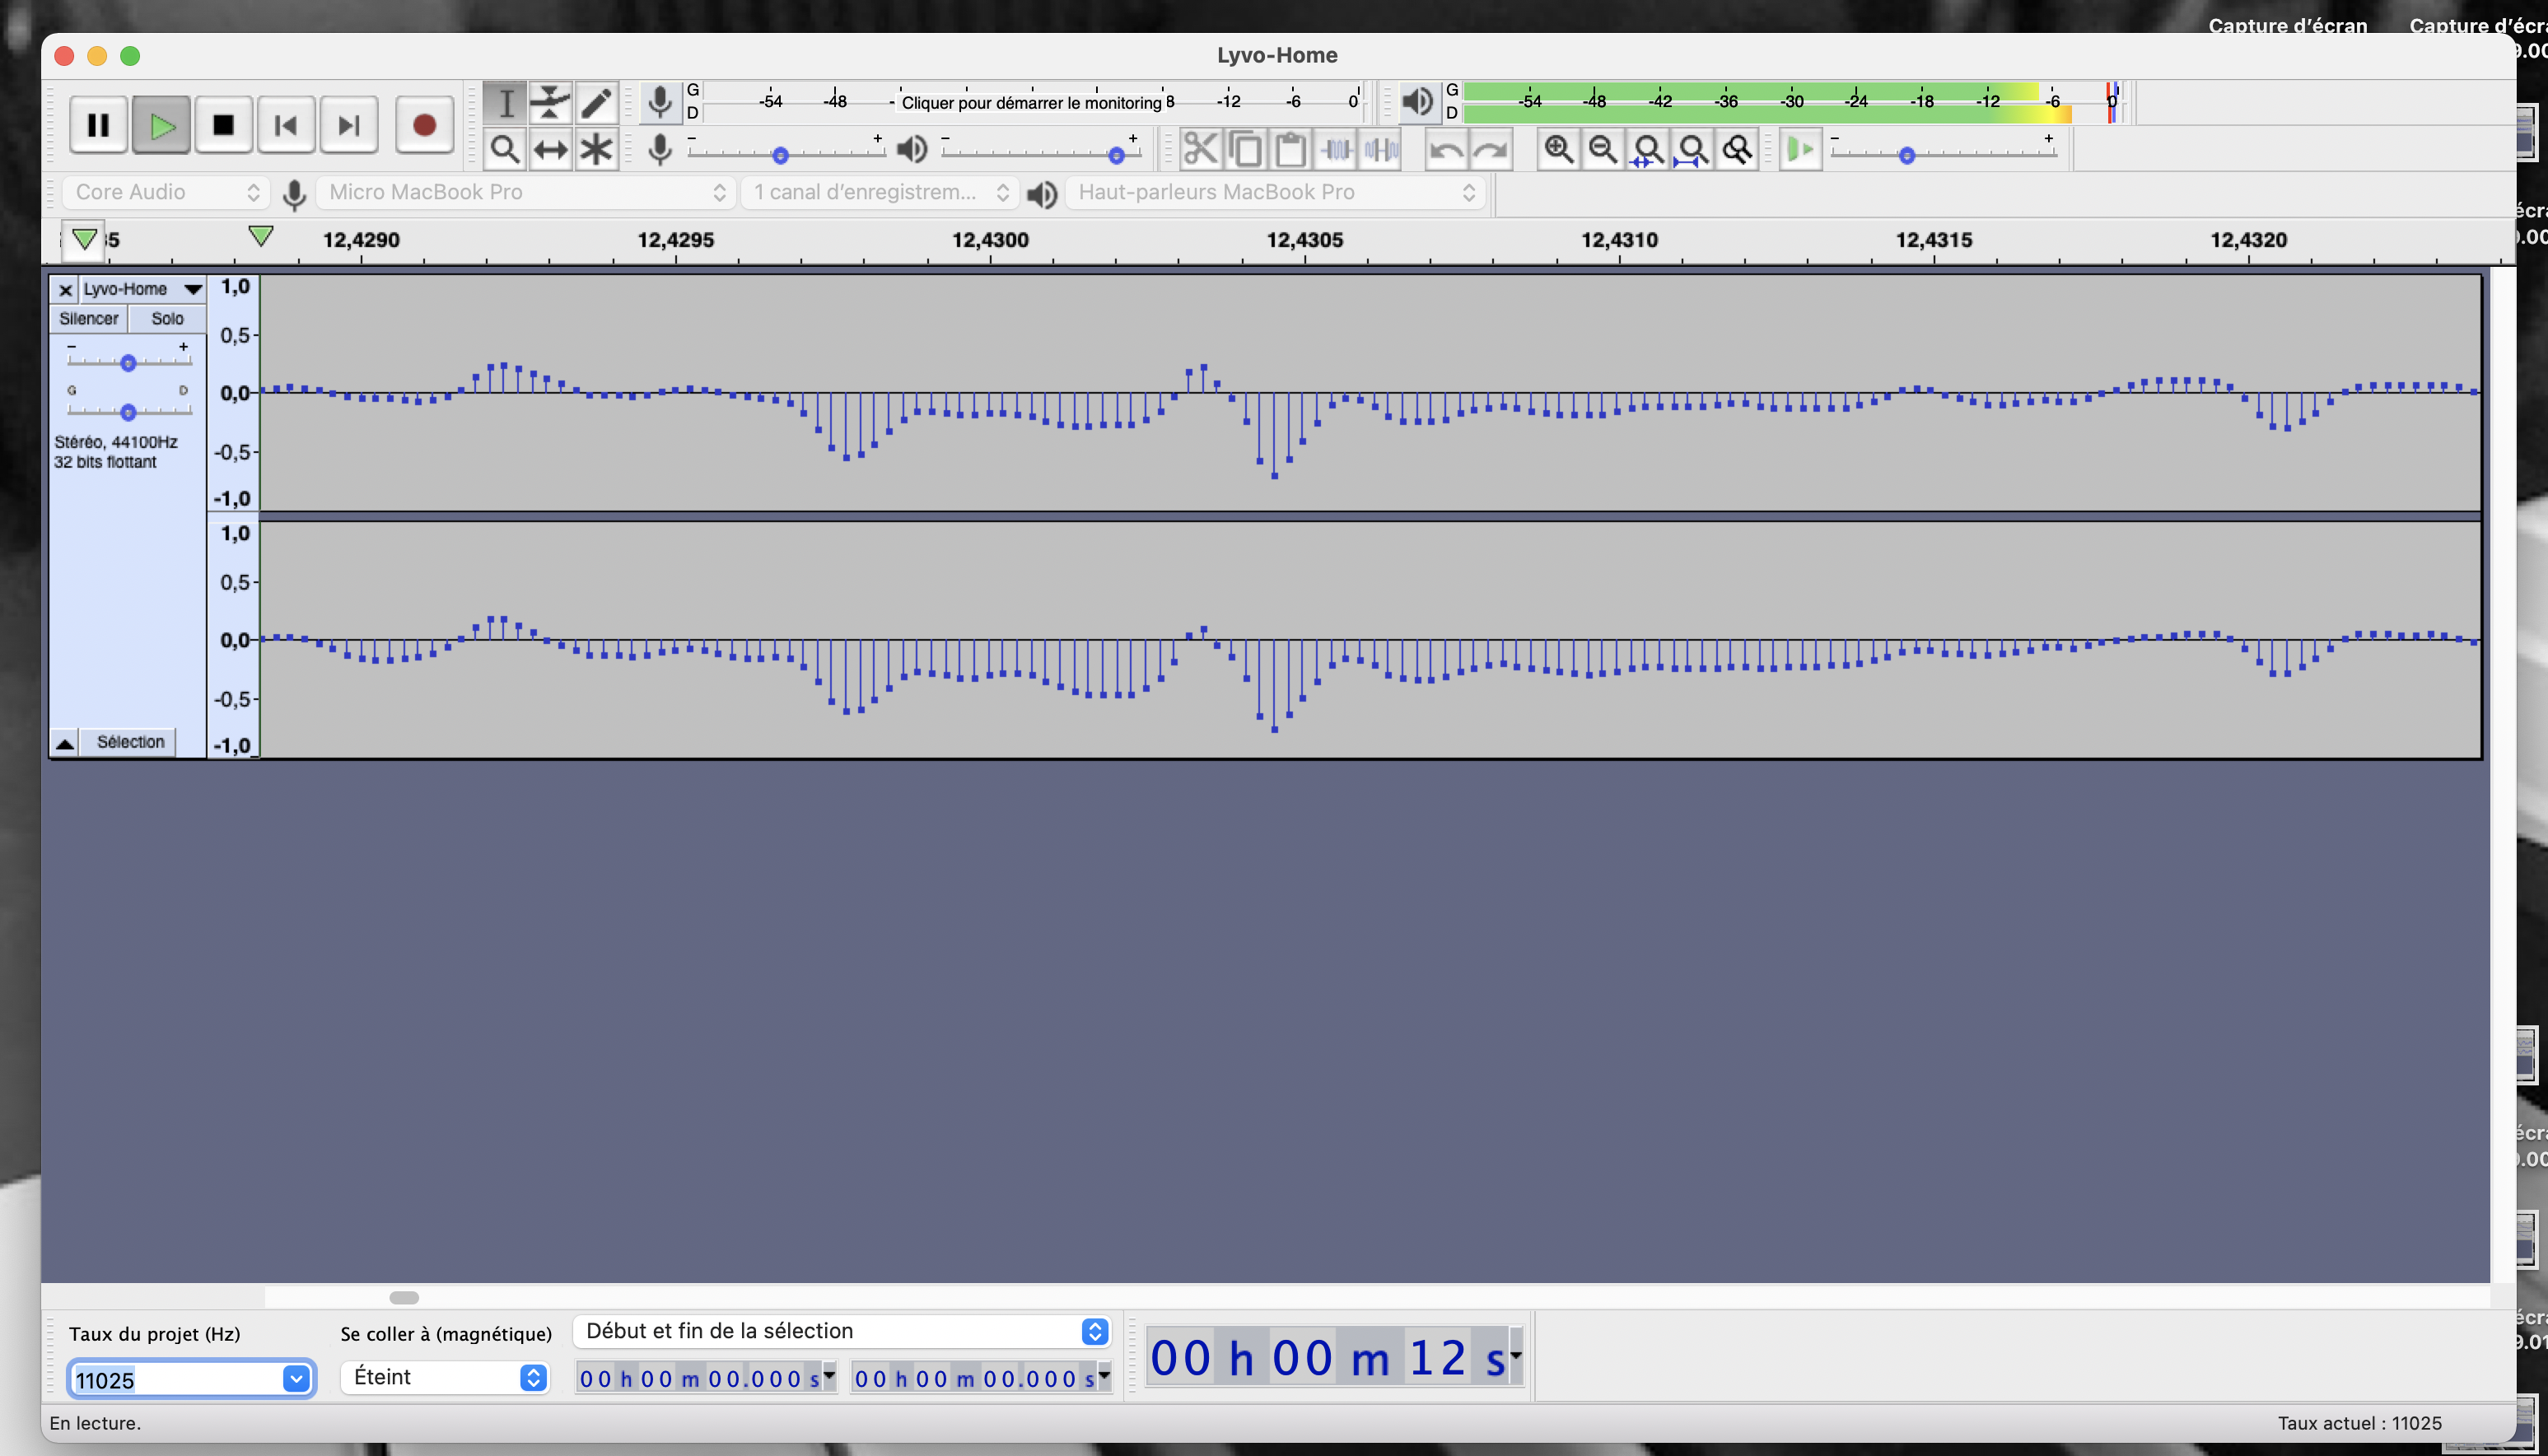 Capture d'écran Capture d'écr
Lyvo-Home
G
D
-54 -48 - Cliquer pour démarrer le monitoring 8 -12 -6 0
G
D
-54 -48 -42 -36 -30 -24 -18 -12 -6 0
- +
- +
- +
Core Audio
Micro MacBook Pro
1 canal d'enregistrem...
Haut-parleurs MacBook Pro
12,4290 12,4295 12,4300 12,4305 12,4310 12,4315 12,4320
Lyvo-Home
Silencer Solo
- +
G D
Stéréo, 44100Hz
32 bits flottant
1,0
0,5
0,0
-0,5
-1,0
1,0
0,5
0,0
-0,5
-1,0
Sélection
Taux du projet (Hz)
11025
Se coller à (magnétique)
Éteint
Début et fin de la sélection
00 h 00 m 00.000 s
00 h 00 m 00.000 s
00 h 00 m 12 s
En lecture.
Taux actuel : 11025